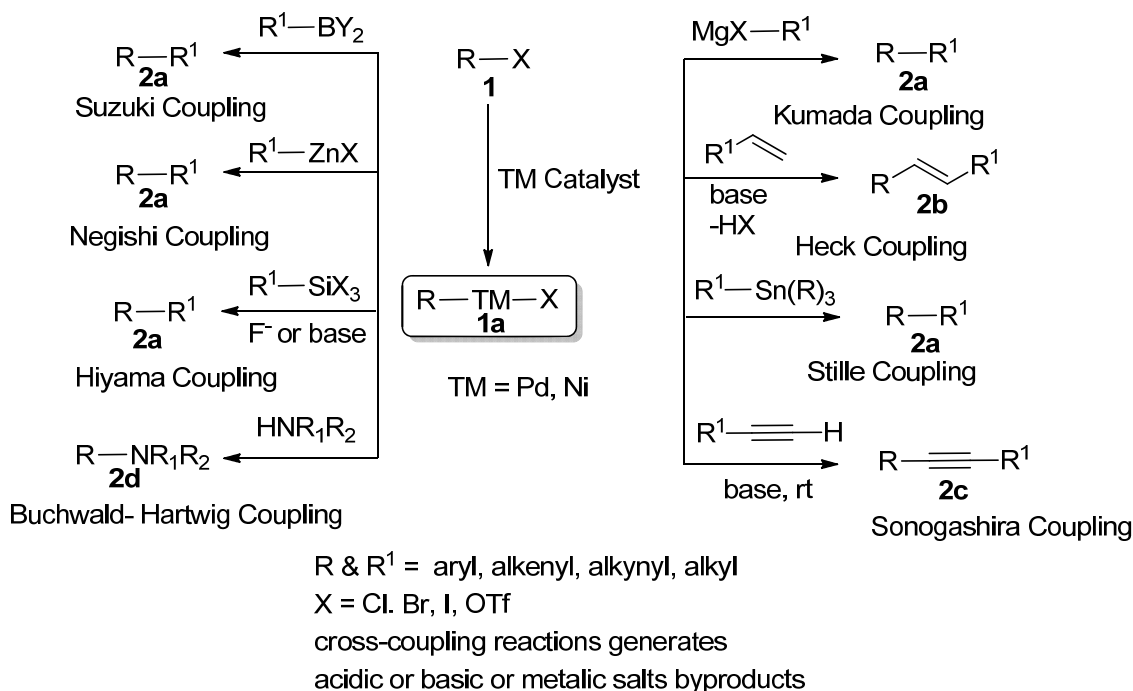 R¹—BY₂
R—R¹
2a
Suzuki Coupling
R¹—ZnX
R—R¹
2a
Negishi Coupling
R¹—SiX₃
R—R¹
2a
F⁻ or base
Hiyama Coupling
HNR₁R₂
R—NR₁R₂
2d
Buchwald- Hartwig Coupling
R—X
1
TM Catalyst
R—TM—X
1a
TM = Pd, Ni
MgX—R¹
R—R¹
2a
Kumada Coupling
R¹
base
-HX
R R¹
2b
Heck Coupling
R¹—Sn(R)₃
R—R¹
2a
Stille Coupling
R¹ H
base, rt
R R¹
2c
Sonogashira Coupling
R & R¹ = aryl, alkenyl, alkynyl, alkyl
X = Cl. Br, I, OTf
cross-coupling reactions generates
acidic or basic or metalic salts byproducts